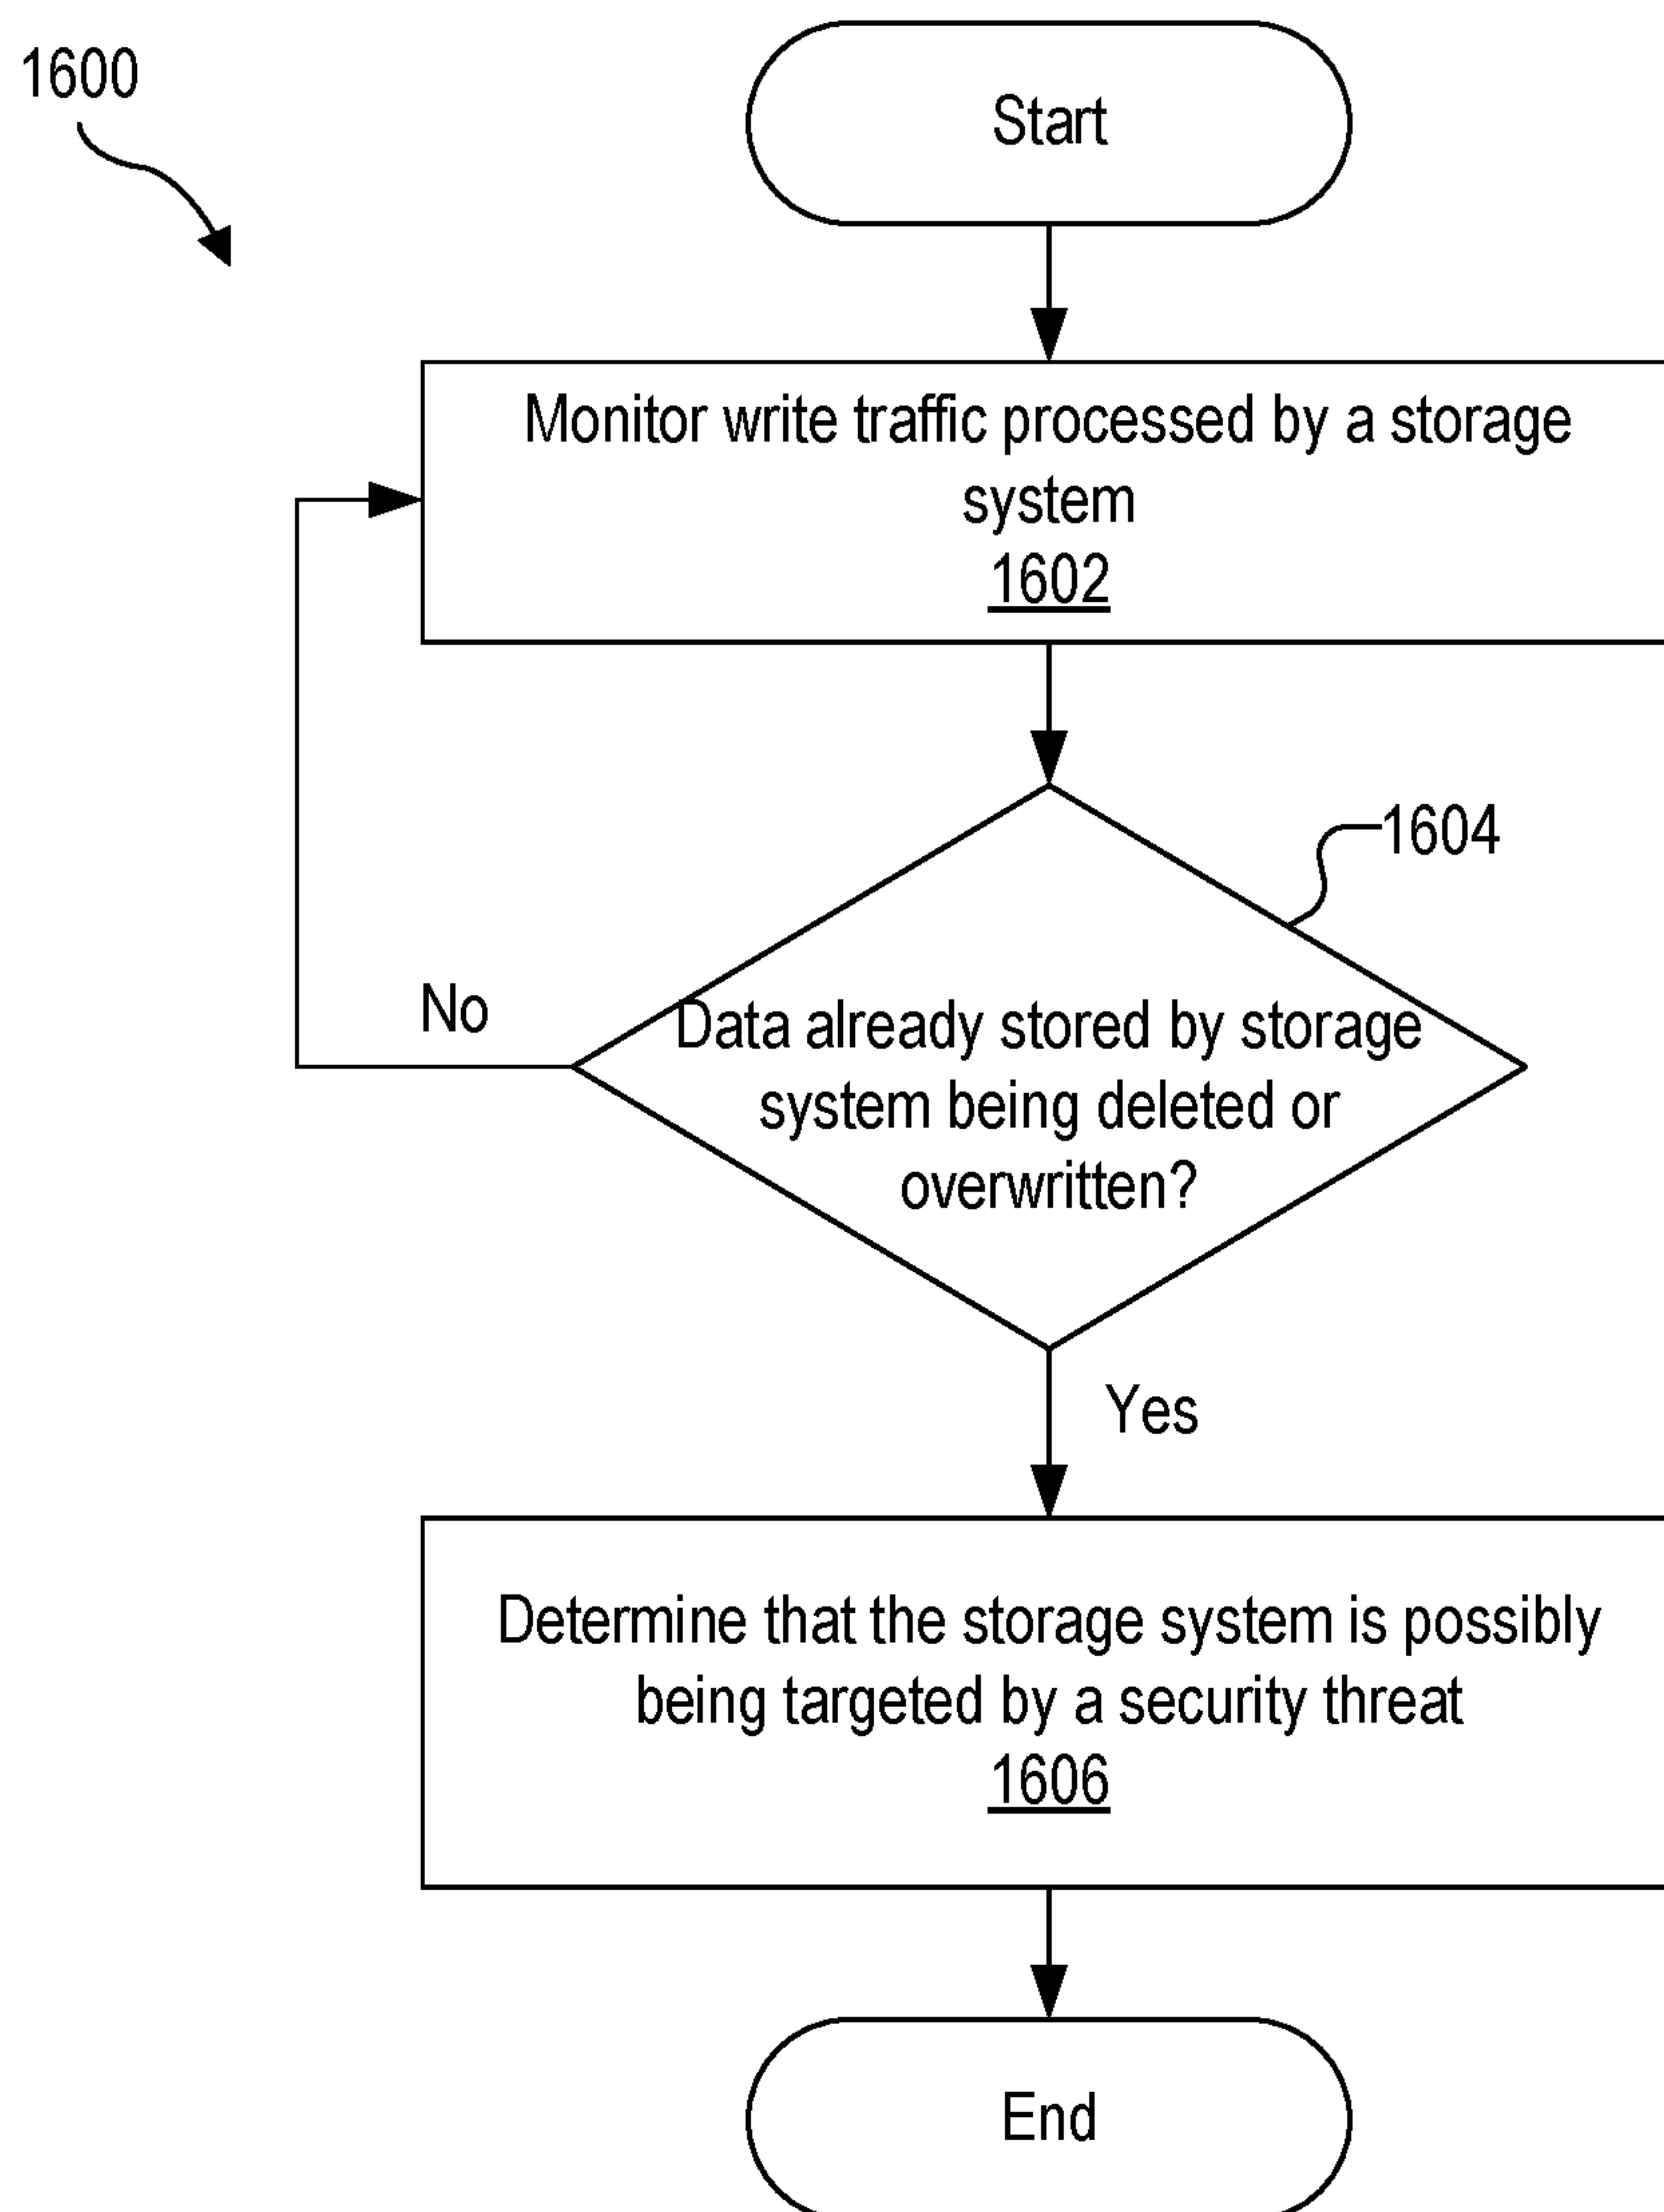 1600
Start
Monitor write traffic processed by a storage
system
1602
1604
No
Data already stored by storage
system being deleted or
overwritten?
Yes
Determine that the storage system is possibly
being targeted by a security threat
1606
End